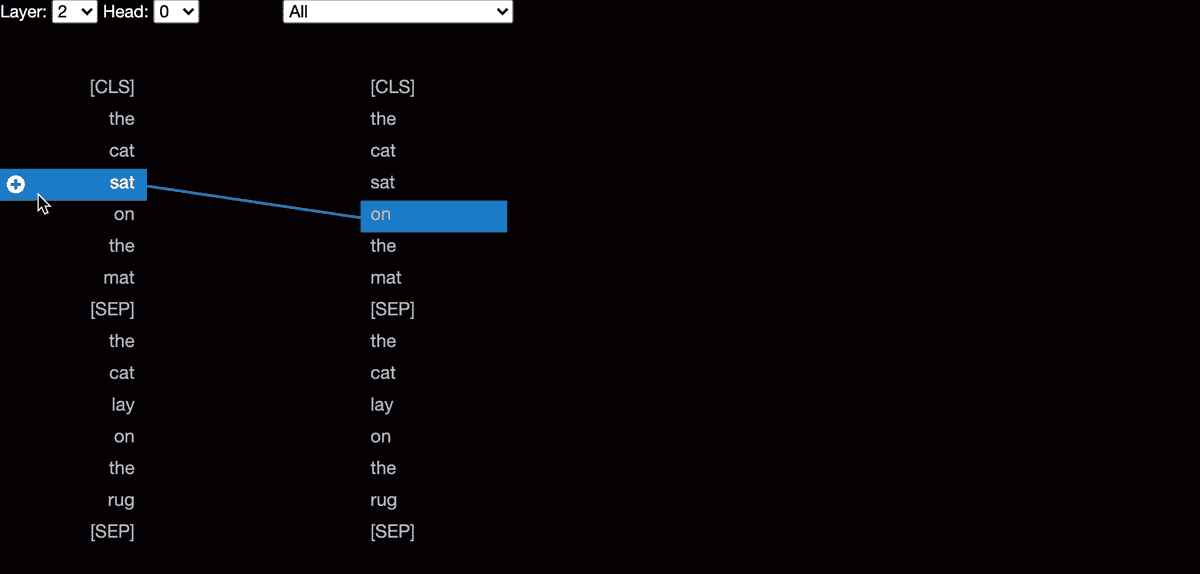 Layer: 2 Head: 0 All
[CLS] [CLS]
the the
cat cat
sat sat
on on
the the
mat mat
[SEP] [SEP]
the the
cat cat
lay lay
on on
the the
rug rug
[SEP] [SEP]